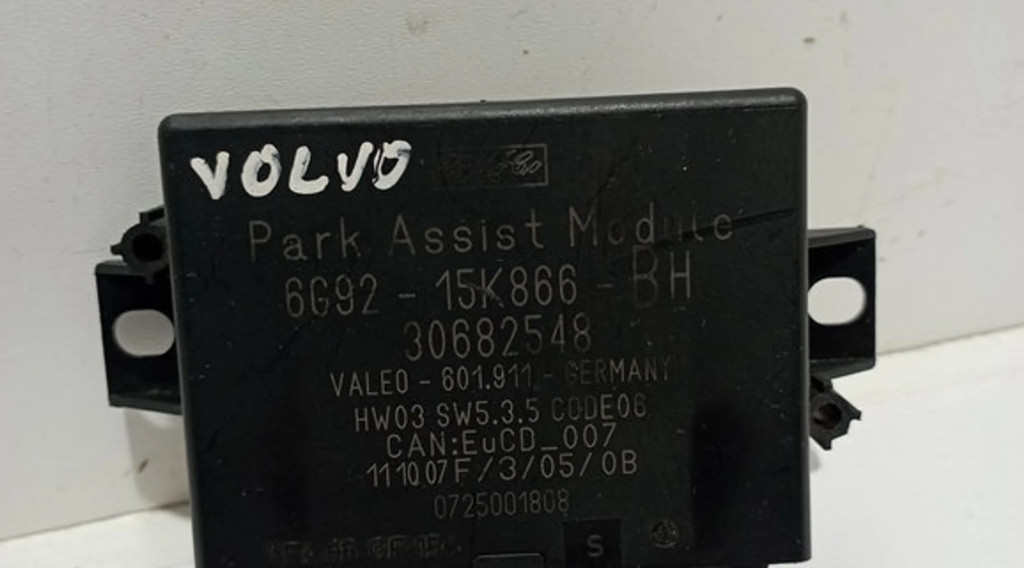 VOLVO
Park Assist Module
6G92 - 15K866 - BH
30682548
VALEO - 601.911 - GERMANY
HW03 SW5.3.5 CODE06
CAN:EuCD_007
111007F/3/05/0B
0725001808
S